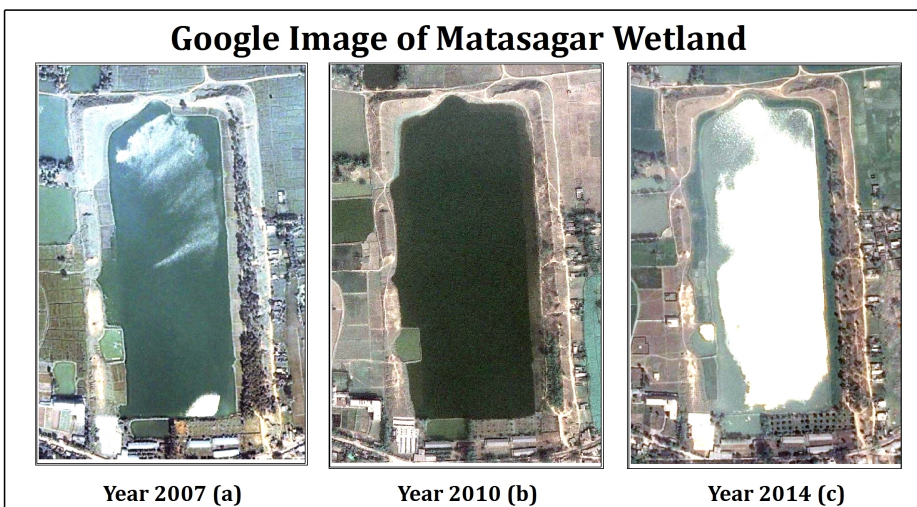 Google Image of Matasagar Wetland
Year 2007 (a)
Year 2010 (b)
Year 2014 (c)